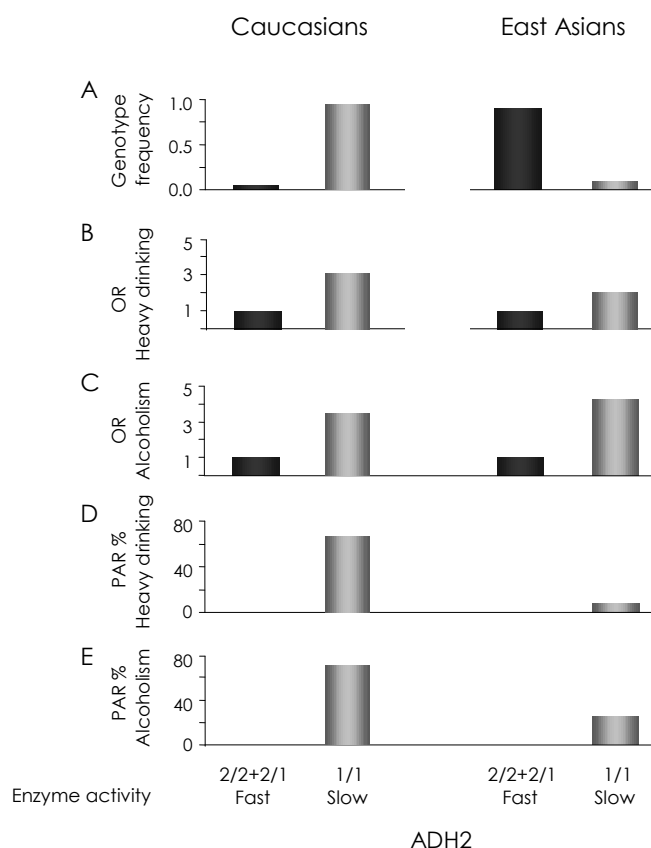 Caucasians East Asians
A
Genotype
frequency
1.0
0.5
0.0
B
OR
Heavy drinking
5
3
1
C
OR
Alcoholism
5
3
1
D
PAR %
Heavy drinking
80
40
0
E
PAR %
Alcoholism
80
40
0
2/2+2/1 1/1 2/2+2/1 1/1
Enzyme activity Fast Slow Fast Slow
ADH2